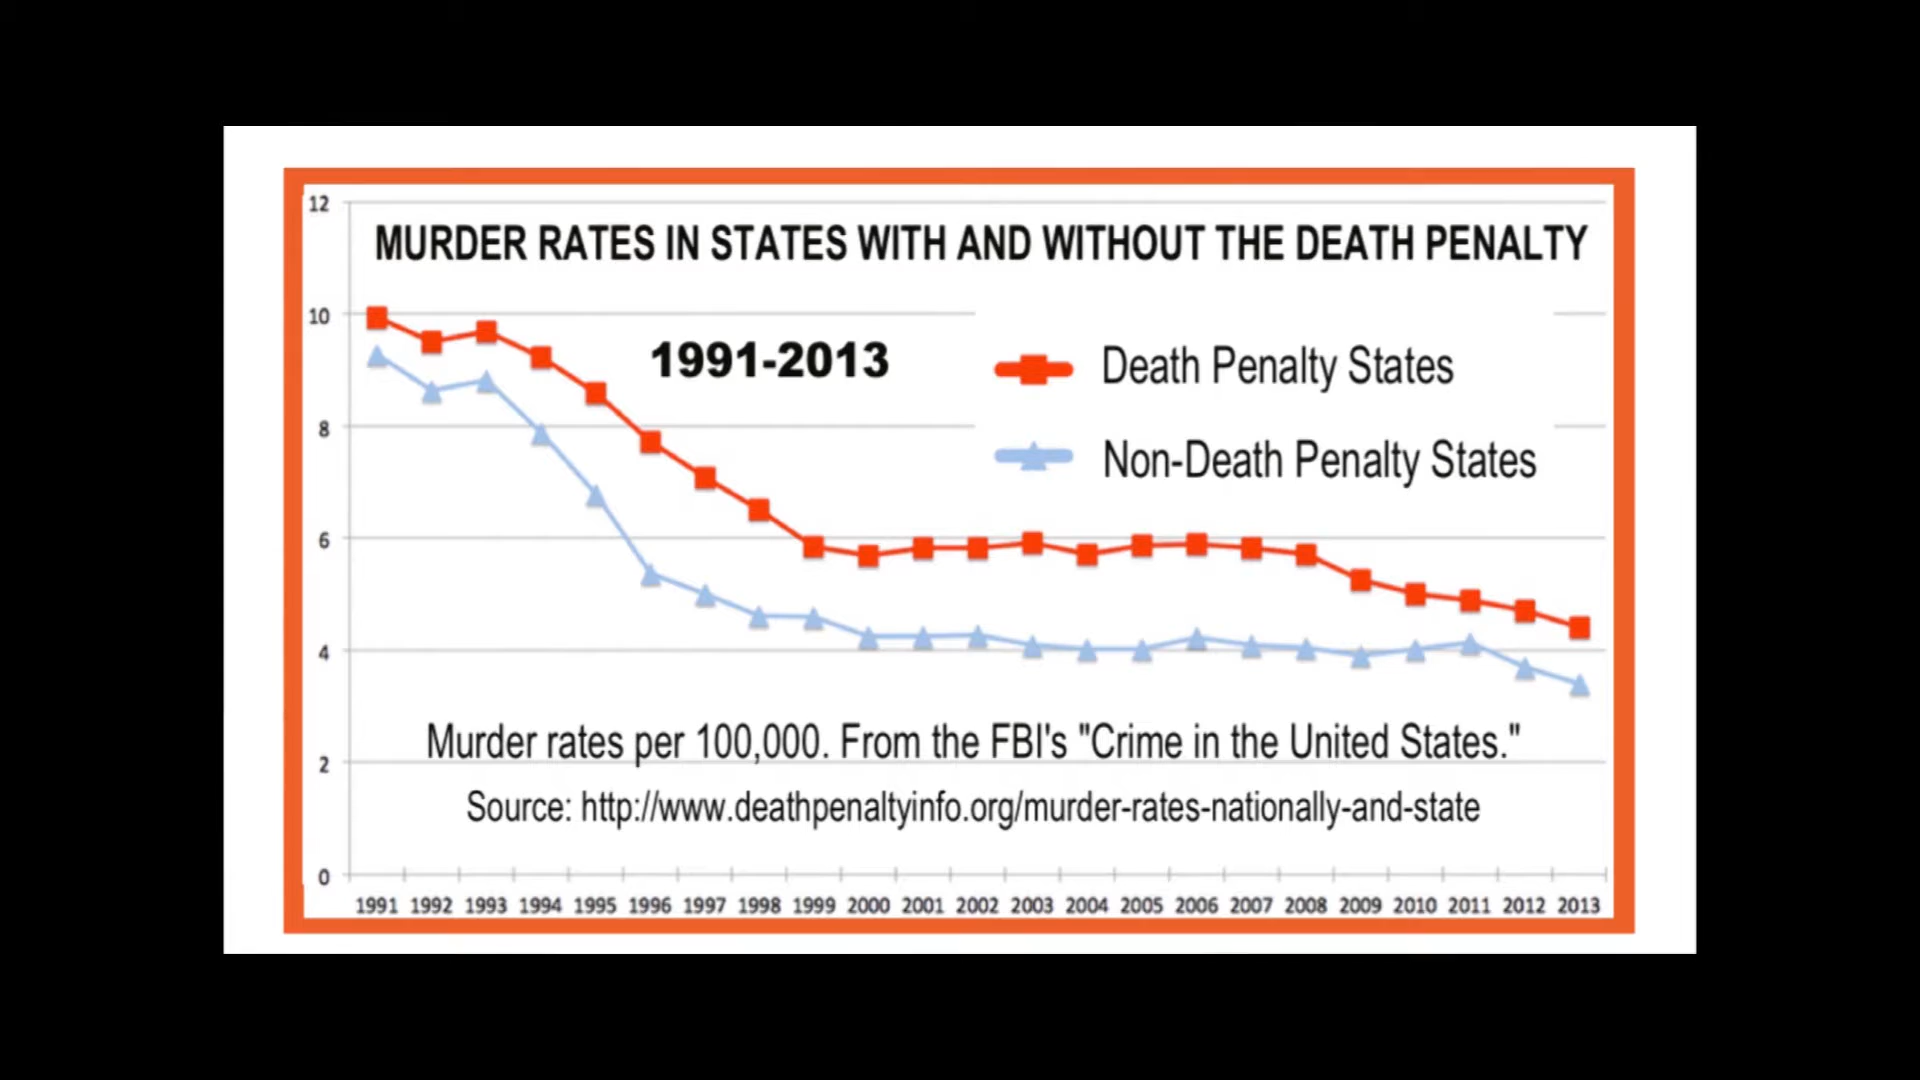 12
MURDER RATES IN STATES WITH AND WITHOUT THE DEATH PENALTY
10
1991-2013
Death Penalty States
8
Non-Death Penalty States
6
4
Murder rates per 100,000. From the FBI's "Crime in the United States."
2
Source: http://www.deathpenaltyinfo.org/murder-rates-nationally-and-state
0
1991 1992 1993 1994 1995 1996 1997 1998 1999 2000 2001 2002 2003 2004 2005 2006 2007 2008 2009 2010 2011 2012 2013